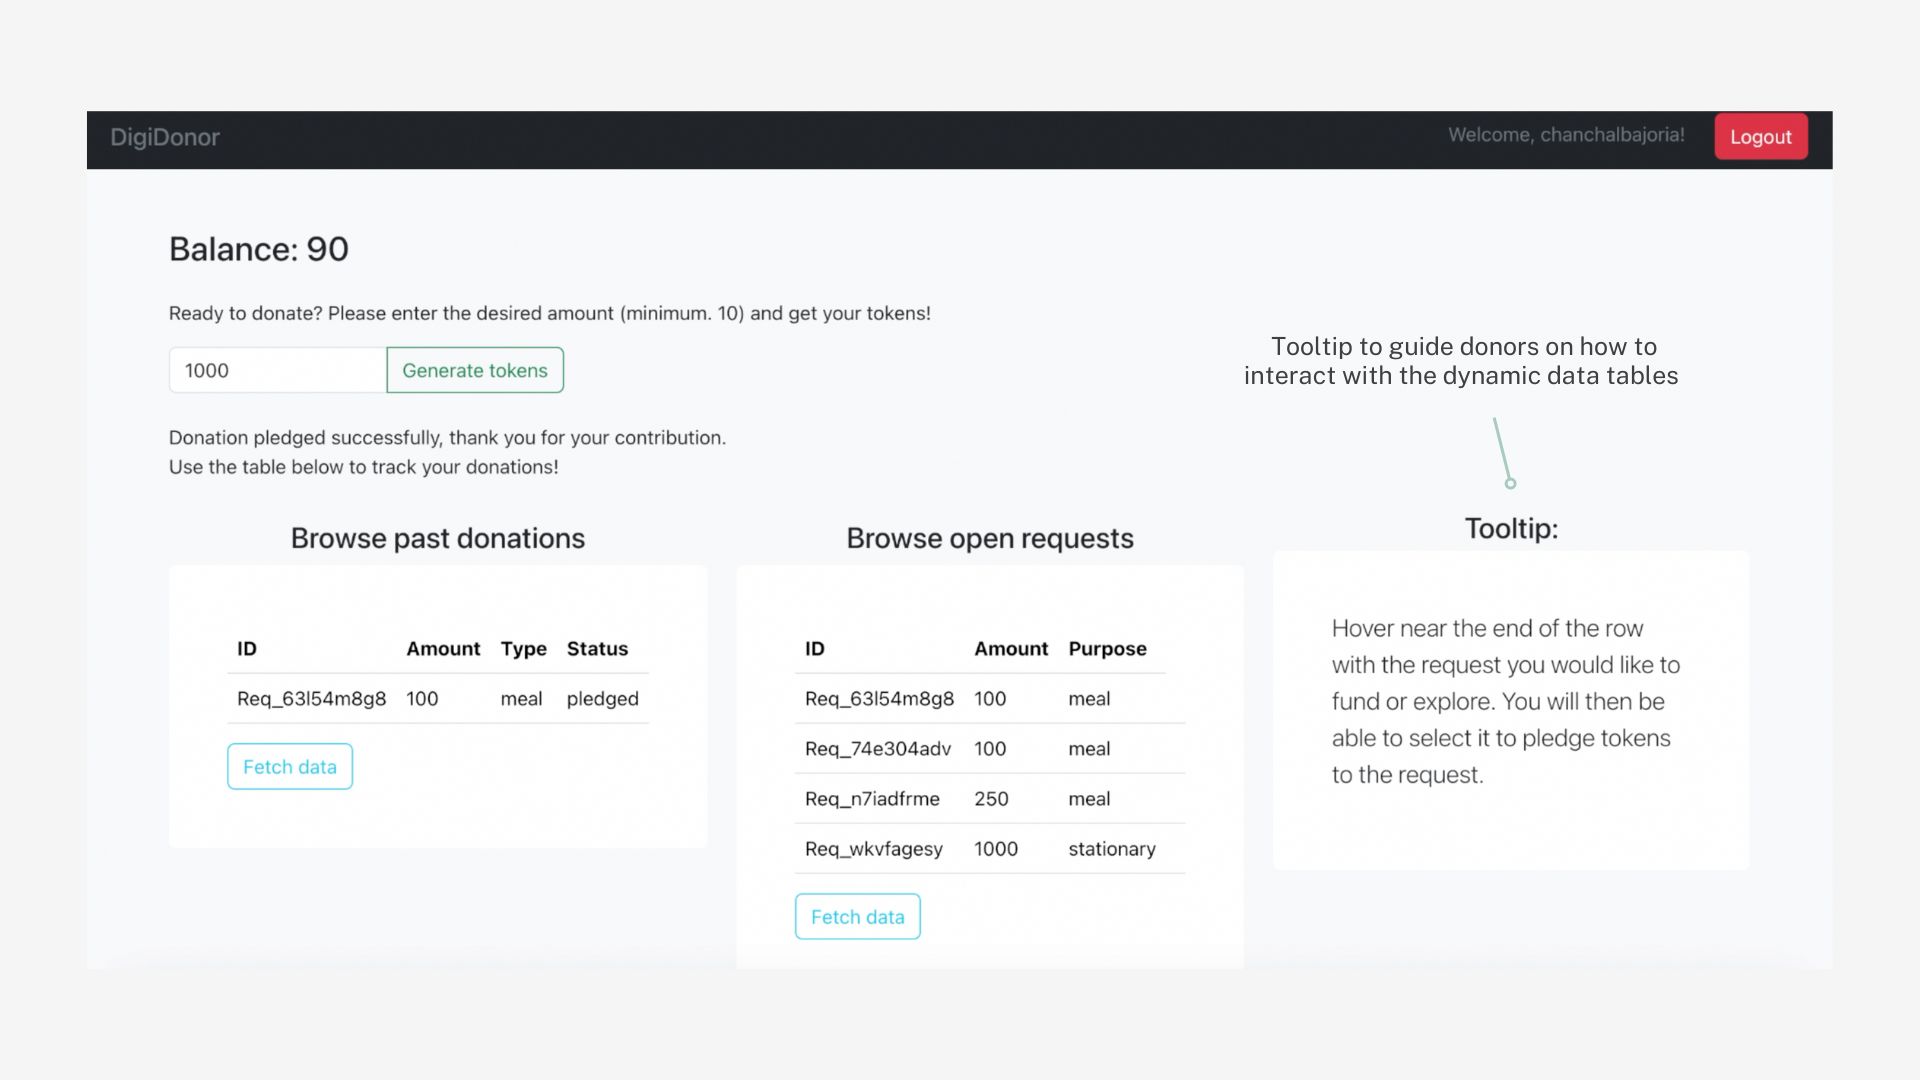 DigiDonor
Welcome, chanchalbajoria!
Logout
Balance: 90
Ready to donate? Please enter the desired amount (minimum. 10) and get your tokens!
1000
Generate tokens
Donation pledged successfully, thank you for your contribution.
Use the table below to track your donations!
Tooltip to guide donors on how to
interact with the dynamic data tables
Browse past donations
ID Amount Type Status
Req_63l54m8g8 100 meal pledged
Fetch data
Browse open requests
ID Amount Purpose
Req_63l54m8g8 100 meal
Req_74e304adv 100 meal
Req_n7iadfrme 250 meal
Req_wkvfagesy 1000 stationary
Fetch data
Tooltip:
Hover near the end of the row
with the request you would like to
fund or explore. You will then be
able to select it to pledge tokens
to the request.